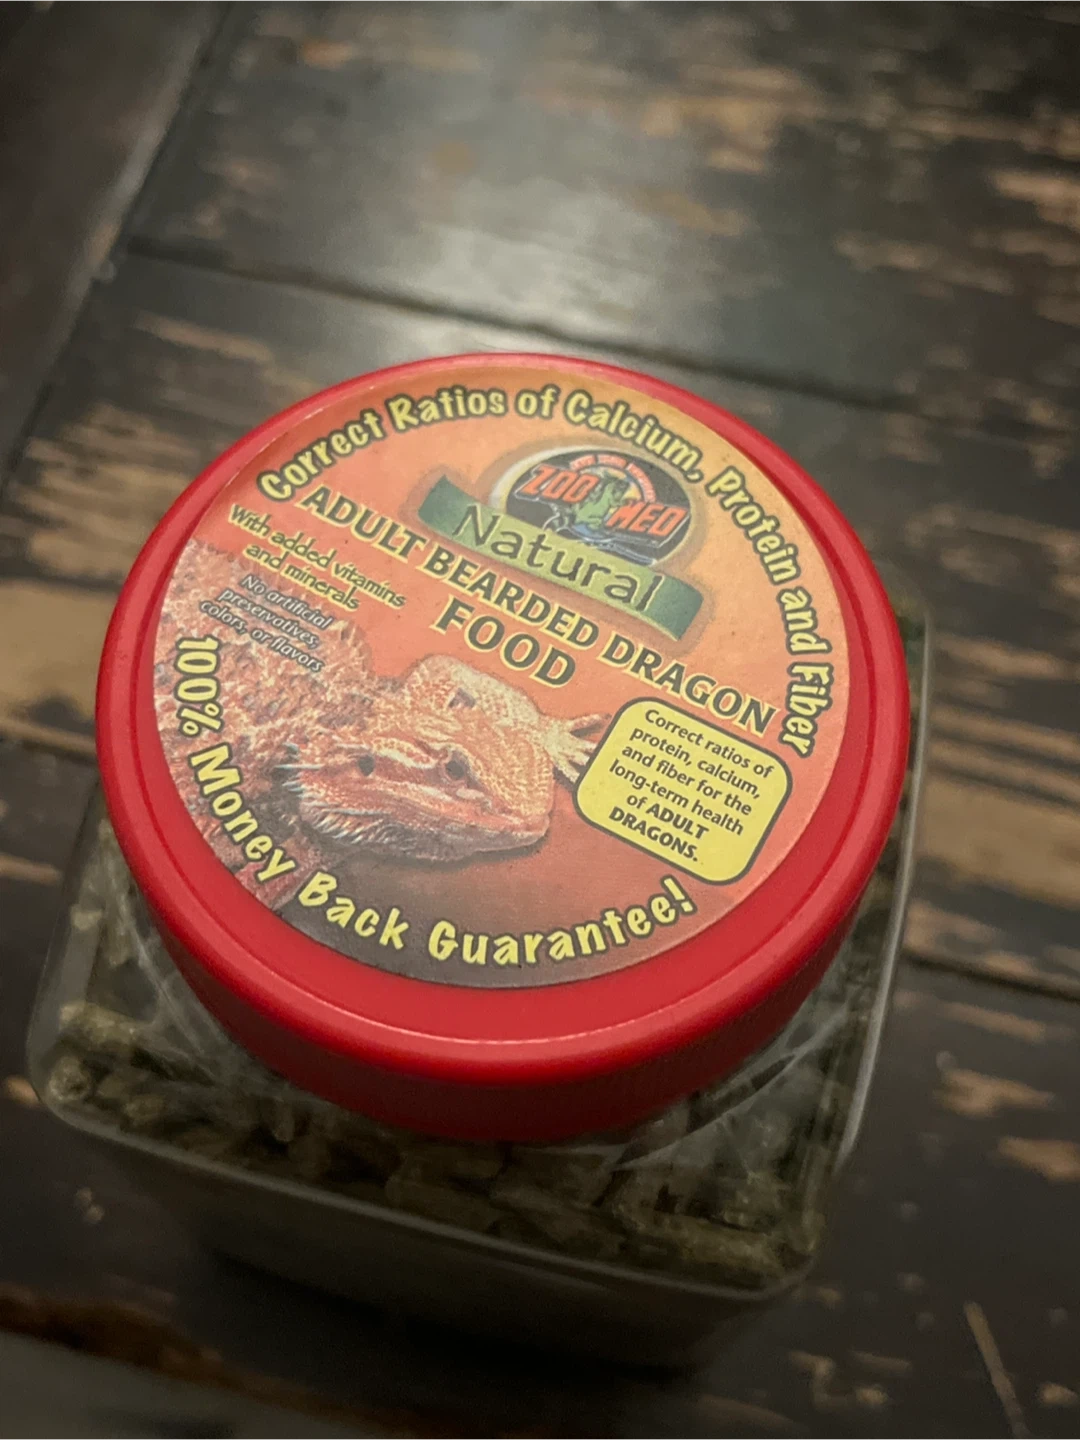 Correct Ratios of Calcium, Protein and Fiber
ZOO MED
Natural
ADULT BEARDED DRAGON
FOOD
With added vitamins
and minerals
No artificial
preservatives,
colors, or flavors
Correct ratios of
protein, calcium,
and fiber for the
long-term health
of ADULT
DRAGONS.
100% Money Back Guarantee!